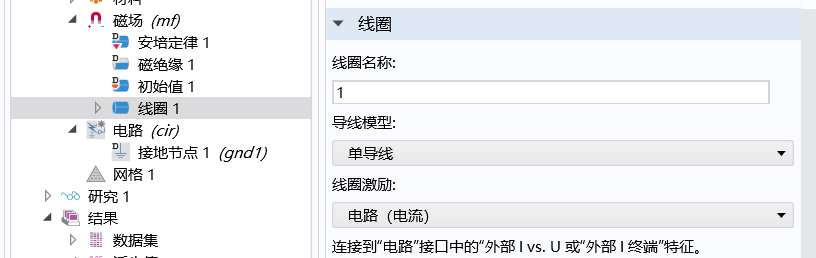 磁场 (mf)
D 安培定律 1
D 磁绝缘 1
D 初始值 1
线圈 1
电路 (cir)
D 接地节点 1 (gnd1)
网格 1
研究 1
结果
数据集
线圈
线圈名称:
1
导线模型:
单导线
线圈激励:
电路（电流）
连接到“电路”接口中的“外部 I vs. U 或“外部 I 终端”特征。